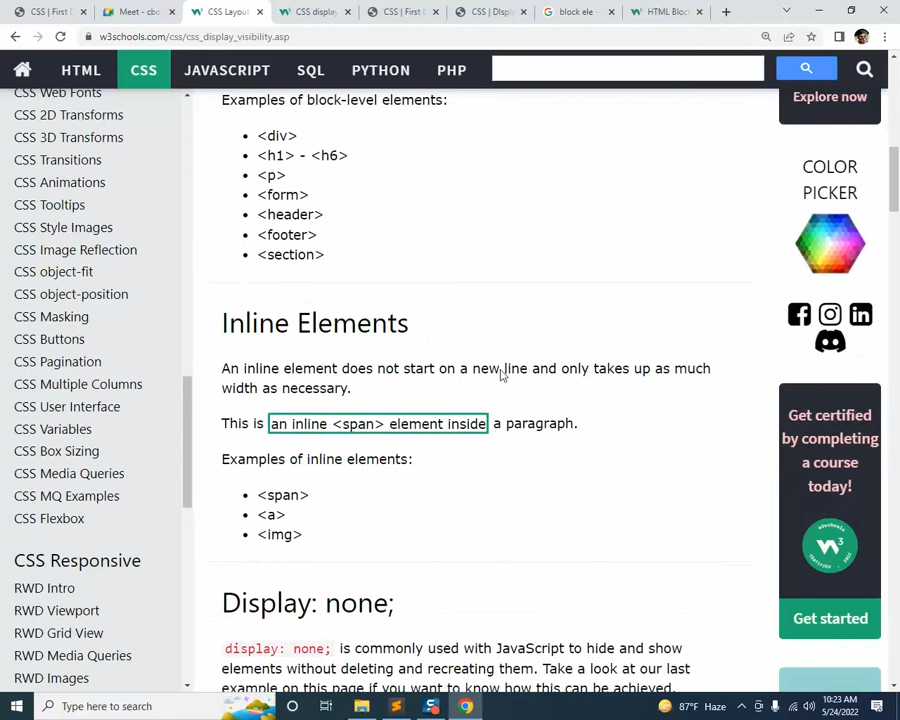 CSS | First E
Meet - cbo
CSS Layou
CSS displa
CSS | First E
CSS | DIspl
block ele -
HTML Bloc
w3schools.com/css/css_display_visibility.asp
HTML
CSS
JAVASCRIPT
SQL
PYTHON
PHP
CSS Web Fonts
CSS 2D Transforms
CSS 3D Transforms
CSS Transitions
CSS Animations
CSS Tooltips
CSS Style Images
CSS Image Reflection
CSS object-fit
CSS object-position
CSS Masking
CSS Buttons
CSS Pagination
CSS Multiple Columns
CSS User Interface
CSS Variables
CSS Box Sizing
CSS Media Queries
CSS MQ Examples
CSS Flexbox
CSS Responsive
RWD Intro
RWD Viewport
RWD Grid View
RWD Media Queries
RWD Images
Examples of block-level elements:
<div>
<h1> - <h6>
<p>
<form>
<header>
<footer>
<section>
Inline Elements
An inline element does not start on a new line and only takes up as much
width as necessary.
This is an inline <span> element inside a paragraph.
Examples of inline elements:
<span>
<a>
<img>
Display: none;
display: none; is commonly used with JavaScript to hide and show
elements without deleting and recreating them. Take a look at our last
example on this page if you want to know how this can be achieved.
Explore now
COLOR
PICKER
Get certified
by completing
a course
today!
Get started
Type here to search
87°F Haze
10:23 AM
5/24/2022